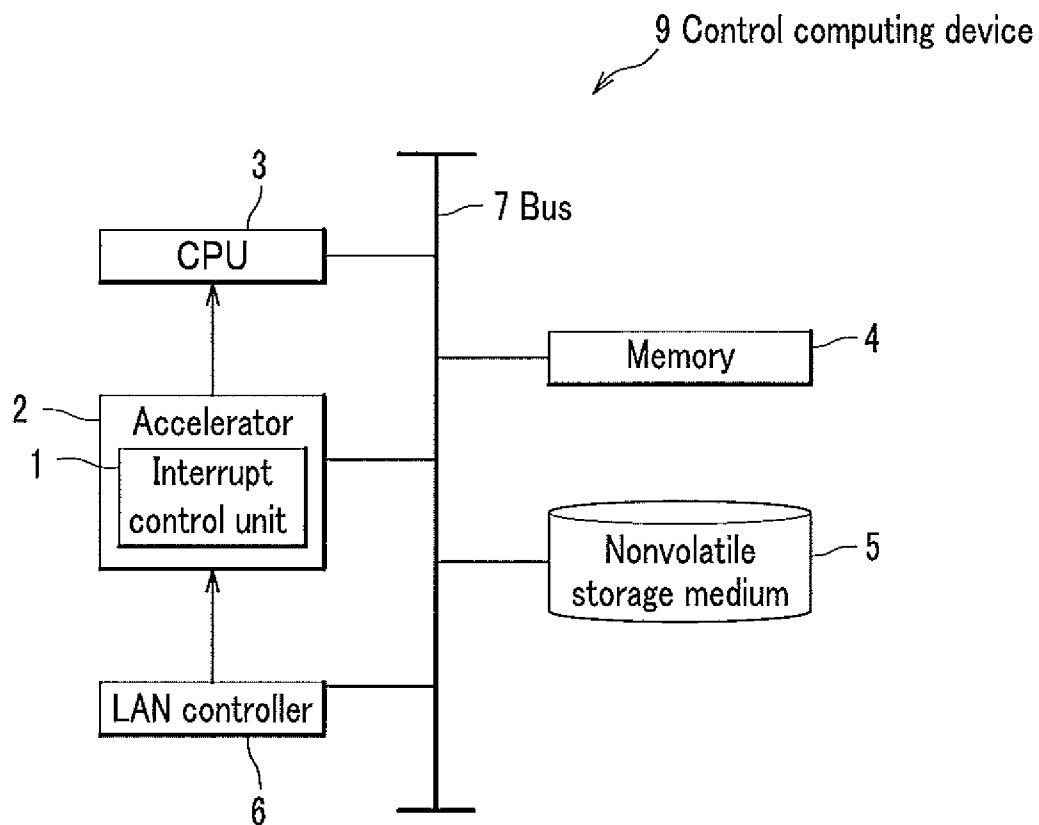 9 Control computing device
3
7 Bus
CPU
Memory
4
2
Accelerator
1
Interrupt
control unit
Nonvolatile
storage medium
5
LAN controller
6